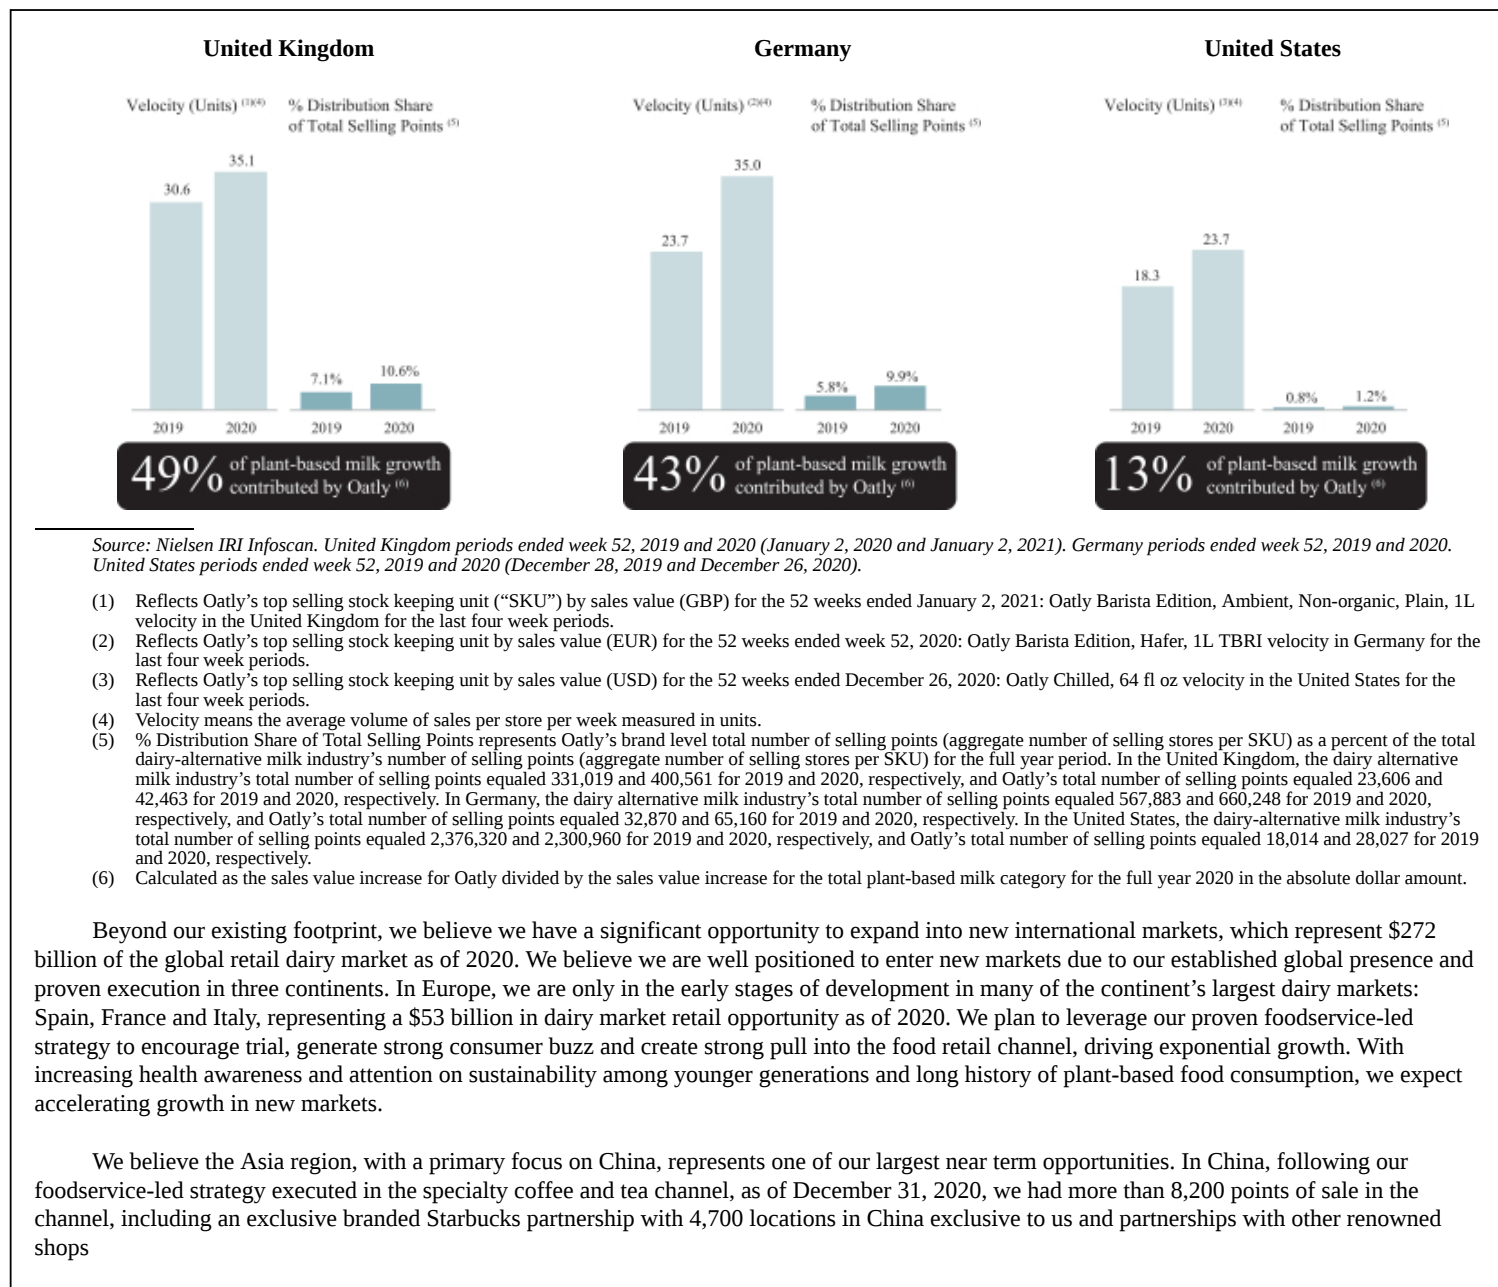 United Kingdom
Velocity (Units) (1)(4)
% Distribution Share
of Total Selling Points (5)
30.6
35.1
7.1%
10.6%
2019
2020
2019
2020
49% of plant-based milk growth
contributed by Oatly (6)
Germany
Velocity (Units) (2)(4)
% Distribution Share
of Total Selling Points (5)
23.7
35.0
5.8%
9.9%
2019
2020
2019
2020
43% of plant-based milk growth
contributed by Oatly (6)
United States
Velocity (Units) (3)(4)
% Distribution Share
of Total Selling Points (5)
18.3
23.7
0.8%
1.2%
2019
2020
2019
2020
13% of plant-based milk growth
contributed by Oatly (6)
Source: Nielsen IRI Infoscan. United Kingdom periods ended week 52, 2019 and 2020 (January 2, 2020 and January 2, 2021). Germany periods ended week 52, 2019 and 2020.
United States periods ended week 52, 2019 and 2020 (December 28, 2019 and December 26, 2020).
(1) Reflects Oatly’s top selling stock keeping unit (“SKU”) by sales value (GBP) for the 52 weeks ended January 2, 2021: Oatly Barista Edition, Ambient, Non-organic, Plain, 1L
velocity in the United Kingdom for the last four week periods.
(2) Reflects Oatly’s top selling stock keeping unit by sales value (EUR) for the 52 weeks ended week 52, 2020: Oatly Barista Edition, Hafer, 1L TBRI velocity in Germany for the
last four week periods.
(3) Reflects Oatly’s top selling stock keeping unit by sales value (USD) for the 52 weeks ended December 26, 2020: Oatly Chilled, 64 fl oz velocity in the United States for the
last four week periods.
(4) Velocity means the average volume of sales per store per week measured in units.
(5) % Distribution Share of Total Selling Points represents Oatly’s brand level total number of selling points (aggregate number of selling stores per SKU) as a percent of the total
dairy-alternative milk industry’s number of selling points (aggregate number of selling stores per SKU) for the full year period. In the United Kingdom, the dairy alternative
milk industry’s total number of selling points equaled 331,019 and 400,561 for 2019 and 2020, respectively, and Oatly’s total number of selling points equaled 23,606 and
42,463 for 2019 and 2020, respectively. In Germany, the dairy alternative milk industry’s total number of selling points equaled 567,883 and 660,248 for 2019 and 2020,
respectively, and Oatly’s total number of selling points equaled 32,870 and 65,160 for 2019 and 2020, respectively. In the United States, the dairy-alternative milk industry’s
total number of selling points equaled 2,376,320 and 2,300,960 for 2019 and 2020, respectively, and Oatly’s total number of selling points equaled 18,014 and 28,027 for 2019
and 2020, respectively.
(6) Calculated as the sales value increase for Oatly divided by the sales value increase for the total plant-based milk category for the full year 2020 in the absolute dollar amount.
Beyond our existing footprint, we believe we have a significant opportunity to expand into new international markets, which represent $272
billion of the global retail dairy market as of 2020. We believe we are well positioned to enter new markets due to our established global presence and
proven execution in three continents. In Europe, we are only in the early stages of development in many of the continent’s largest dairy markets:
Spain, France and Italy, representing a $53 billion in dairy market retail opportunity as of 2020. We plan to leverage our proven foodservice-led
strategy to encourage trial, generate strong consumer buzz and create strong pull into the food retail channel, driving exponential growth. With
increasing health awareness and attention on sustainability among younger generations and long history of plant-based food consumption, we expect
accelerating growth in new markets.
We believe the Asia region, with a primary focus on China, represents one of our largest near term opportunities. In China, following our
foodservice-led strategy executed in the specialty coffee and tea channel, as of December 31, 2020, we had more than 8,200 points of sale in the
channel, including an exclusive branded Starbucks partnership with 4,700 locations in China exclusive to us and partnerships with other renowned
shops